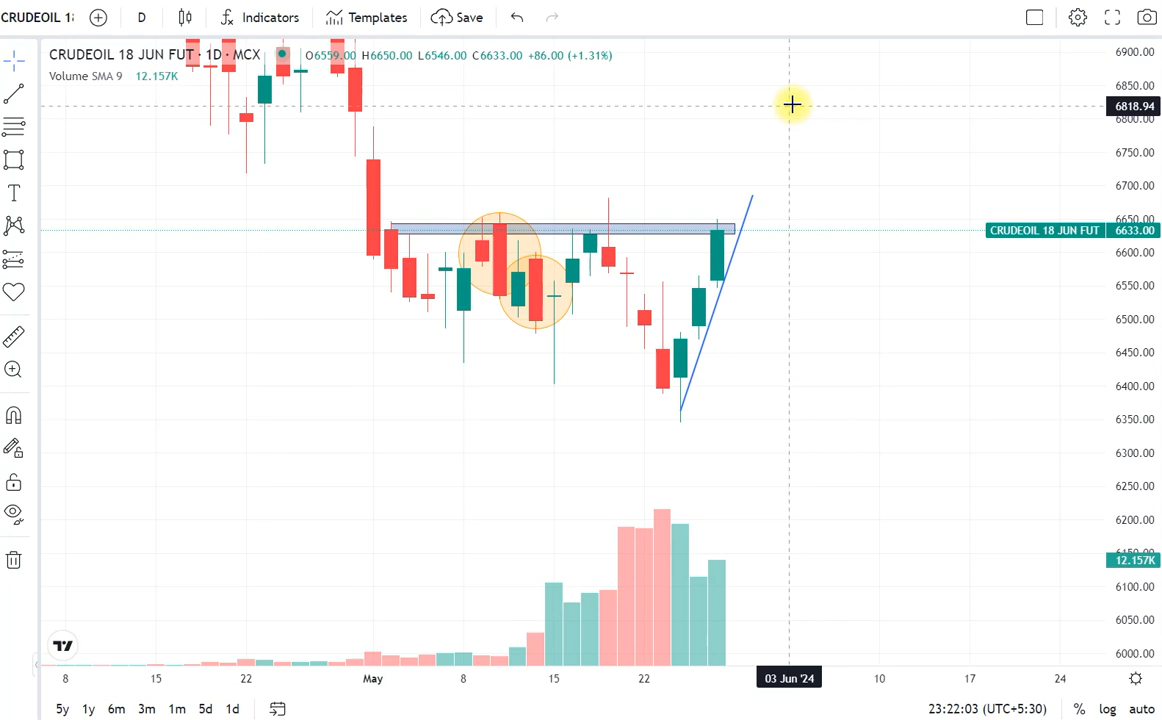 CRUDEOIL 18 D Indicators Templates Save
CRUDEOIL 18 JUN FUT · 1D · MCX O6559.00 H6650.00 L6546.00 C6633.00 +86.00 (+1.31%)
Volume SMA 9 12.157K
6900.00
6850.00
6818.94
6800.00
6750.00
6700.00
6650.00
CRUDEOIL 18 JUN FUT 6633.00
6600.00
6550.00
6500.00
6450.00
6400.00
6350.00
6300.00
6250.00
6200.00
6150.00
12.157K
6100.00
6050.00
6000.00
8 15 22 May 8 15 22 03 Jun '24 10 17 24
5y 1y 6m 3m 1m 5d 1d 23:22:03 (UTC+5:30) % log auto